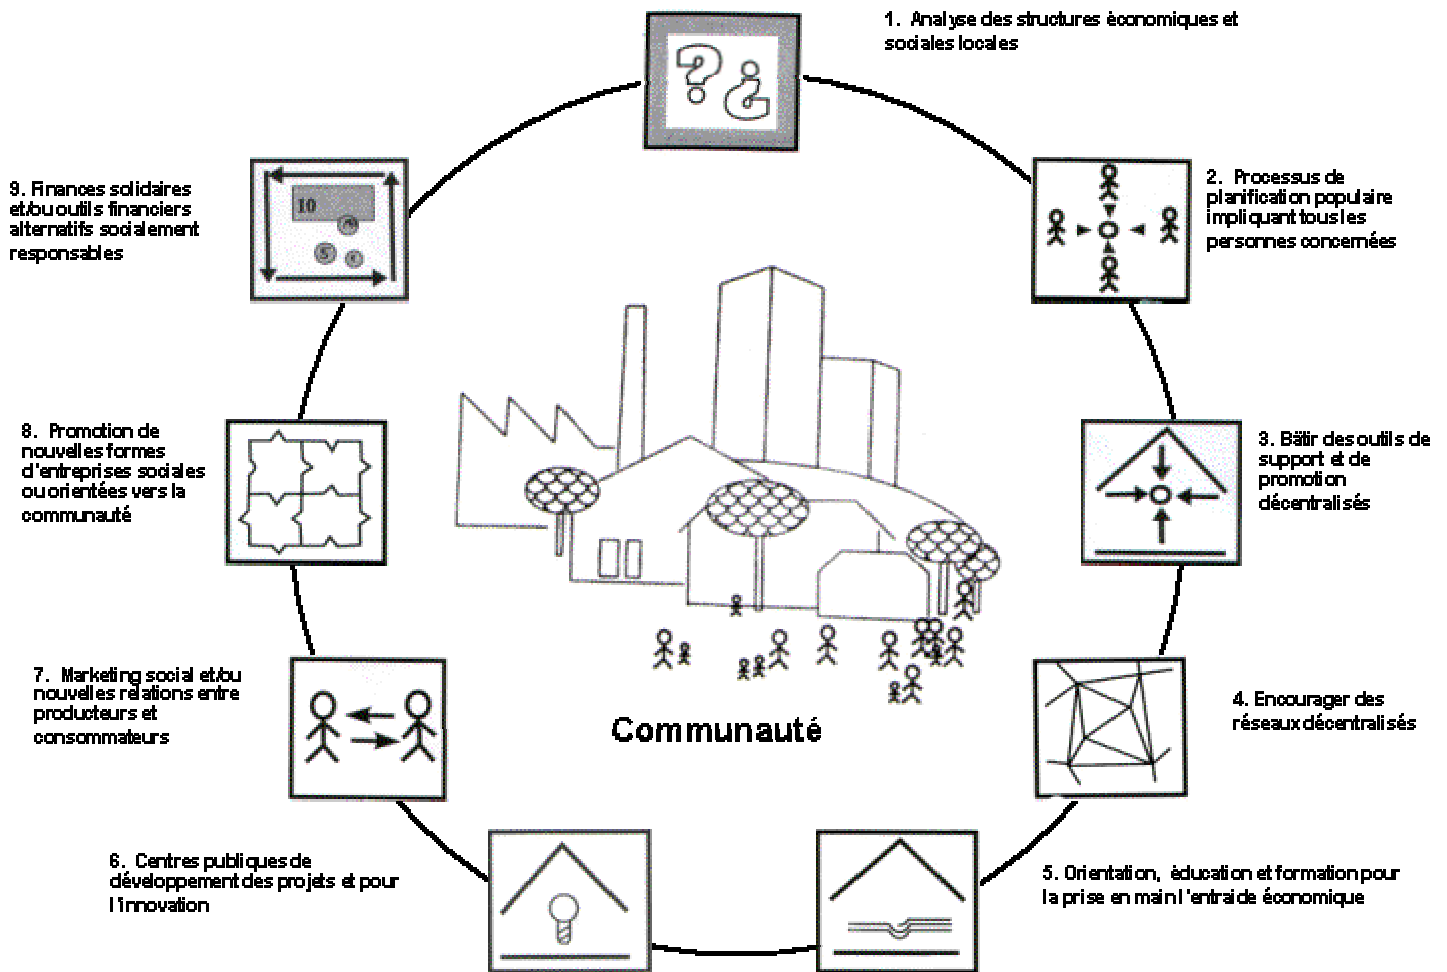 1. Analyse des structures économiques et
sociales locales
2. Processus de
planification populaire
impliquant tous les
personnes concernées
3. Bâtir des outils de
support et de
promotion
décentralisés
4. Encourager des
réseaux décentralisés
5. Orientation, éducation et formation pour
la prise en main l'entraide économique
6. Centres publiques de
développement des projets et pour
l'innovation
7. Marketing social et/ou
nouvelles relations entre
producteurs et
consommateurs
8. Promotion de
nouvelles formes
d'entreprises sociales
ou orientées vers la
communauté
9. Finances solidaires
et/ou outils financiers
alternatifs socialement
responsables
10
5
Communauté